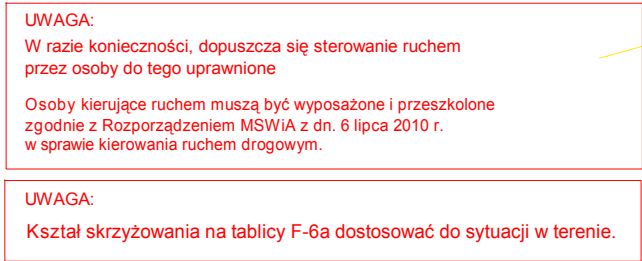 UWAGA:
W razie konieczności, dopuszcza się sterowanie ruchem
przez osoby do tego uprawnione
Osoby kierujące ruchem muszą być wyposażone i przeszkolone
zgodnie z Rozporządzeniem MSWiA z dn. 6 lipca 2010 r.
w sprawie kierowania ruchem drogowym.
UWAGA:
Kształ skrzyżowania na tablicy F-6a dostosować do sytuacji w terenie.